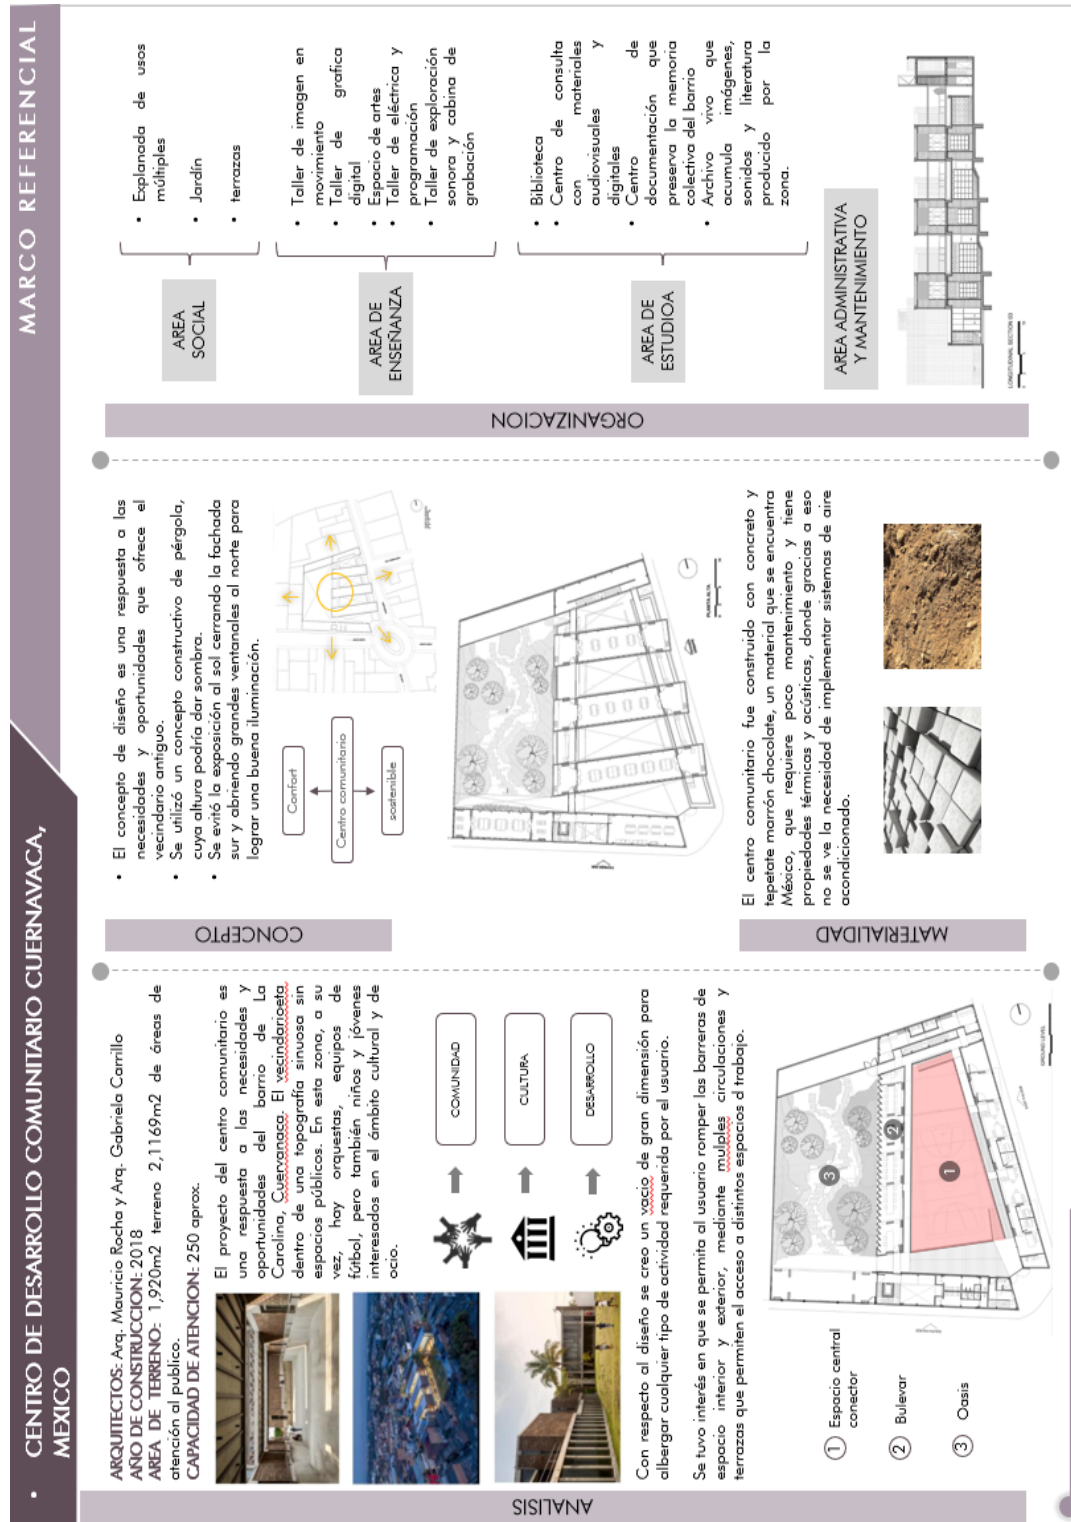 • CENTRO DE DESARROLLO COMUNITARIO CUERNAVACA,
MEXICO
MARCO REFERENCIAL
ANALISIS
ARQUITECTOS: Arq. Mauricio Rocha y Arq. Gabriela Carrillo
AÑO DE CONSTRUCCION: 2018
AREA DE TERRENO: 1,920m2 terreno 2,1169m2 de áreas de
atención al publico.
CAPACIDAD DE ATENCION: 250 aprox.
El proyecto del centro comunitario es
una respuesta a las necesidades y
oportunidades del barrio de La
Carolina, Cuervanaca. El vecindarioeta
dentro de una topografía sinuosa sin
espacios públicos. En esta zona, a su
vez, hay orquestas, equipos de
fútbol, pero también niños y jóvenes
interesados en el ámbito cultural y de
ocio.
COMUNIDAD
CULTURA
DESARROLLO
Con respecto al diseño se creo un vacio de gran dimensión para
albergar cualquier tipo de actividad requerida por el usuario.
Se tuvo interés en que se permita al usuario romper las barreras de
espacio interior y exterior, mediante mulples circulaciones y
terrazas que permiten el acceso a distintos espacios d trabajo.
1 Espacio central
conector
2 Bulevar
3 Oasis
3
2
1
GROUND LEVEL
CONCEPTO
• El concepto de diseño es una respuesta a las
necesidades y oportunidades que ofrece el
vecindario antiguo.
• Se utilizó un concepto constructivo de pérgola,
cuya altura podría dar sombra.
• Se evitó la exposición al sol cerrando la fachada
sur y abriendo grandes ventanales al norte para
lograr una buena iluminación.
Confort
Centro comunitario
sostenible
PLANTA ALTA
MATERIALIDAD
El centro comunitario fue construido con concreto y
tepetate marrón chocolate, un material que se encuentra
México, que requiere poco mantenimiento y tiene
propiedades térmicas y acústicas, donde gracias a eso
no se ve la necesidad de implementar sistemas de aire
acondicionado.
ORGANIZACION
AREA
SOCIAL
• Explanada de usos
múltiples
• Jardín
• terrazas
AREA DE
ENSEÑANZA
• Taller de imagen en
movimiento
• Taller de grafica
digital
• Espacio de artes
• Taller de eléctrica y
programación
• Taller de exploración
sonora y cabina de
grabación
AREA DE
ESTUDIOA
• Biblioteca
• Centro de consulta
con materiales
audiovisuales y
digitales
• Centro de
documentación que
preserva la memoria
colectiva del barrio
• Archivo vivo que
acumula imágenes,
sonidos y literatura
producido por la
zona.
AREA ADMINISTRATIVA
Y MANTENIMIENTO
LONGITUDINAL SECTION 03